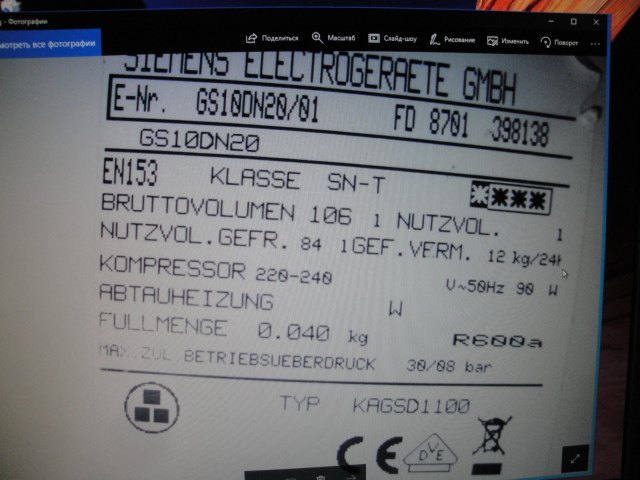 - Фотографии
мотреть все фотографии
Поделиться
Масштаб
Слайд-шоу
Рисование
Изменить
Поворот
SIEMENS ELECTROGERAETE GMBH
E-Nr. GS10DN20/01 FD 8701 398138
GS10DN20
EN153 KLASSE SN-T
BRUTTOVOLUMEN 106 l NUTZVOL. l
NUTZVOL.GEFR. 84 lGEF.VERM. 12 kg/24h
KOMPRESSOR 220-240 V~50Hz 90 W
ABTAUHEIZUNG W
FULLMENGE 0.040 kg R600a
MAX ZUL BETRIEBSUEBERDRUCK 30/08 bar
TYP KAGSD1100
CE DVE